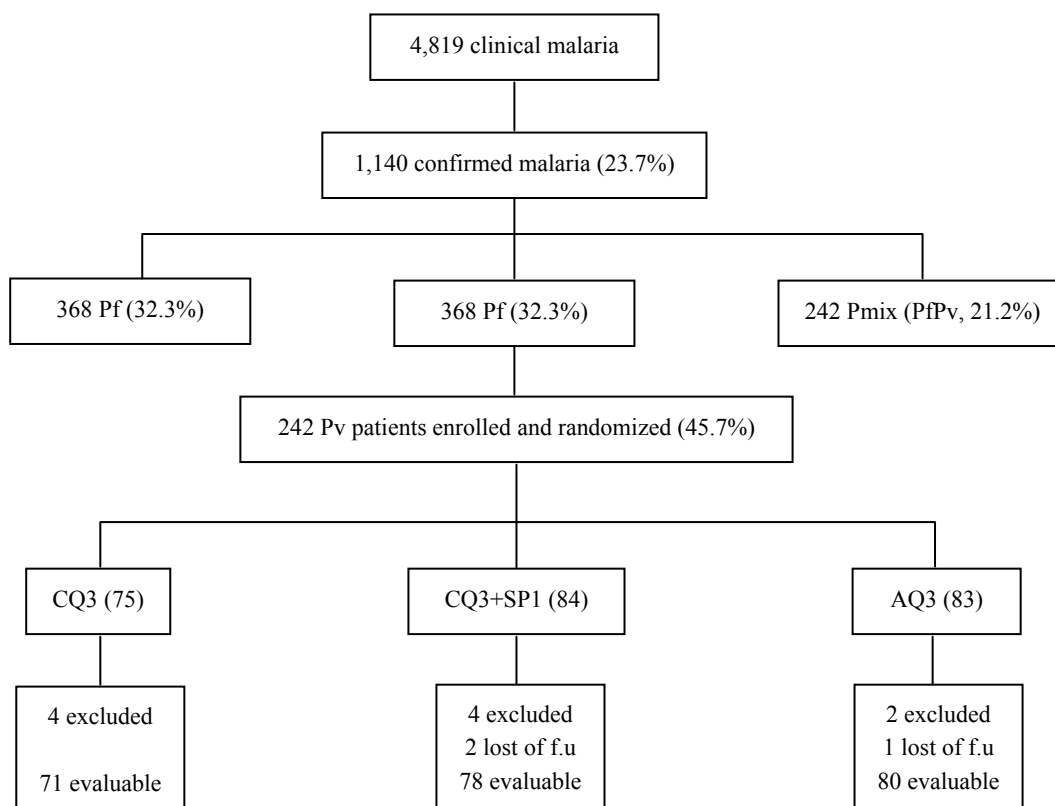 4,819 clinical malaria
1,140 confirmed malaria (23.7%)
368 Pf (32.3%)
368 Pf (32.3%)
242 Pmix (PfPv, 21.2%)
242 Pv patients enrolled and randomized (45.7%)
CQ3 (75)
CQ3+SP1 (84)
AQ3 (83)
4 excluded
71 evaluable
4 excluded
2 lost of f.u
78 evaluable
2 excluded
1 lost of f.u
80 evaluable